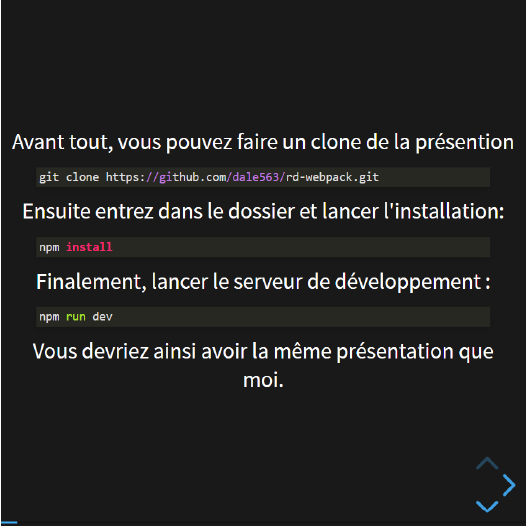 Avant tout, vous pouvez faire un clone de la présention
git clone https://github.com/dale563/rd-webpack.git
Ensuite entrez dans le dossier et lancer l'installation:
npm install
Finalement, lancer le serveur de développement :
npm run dev
Vous devriez ainsi avoir la même présentation que
moi.